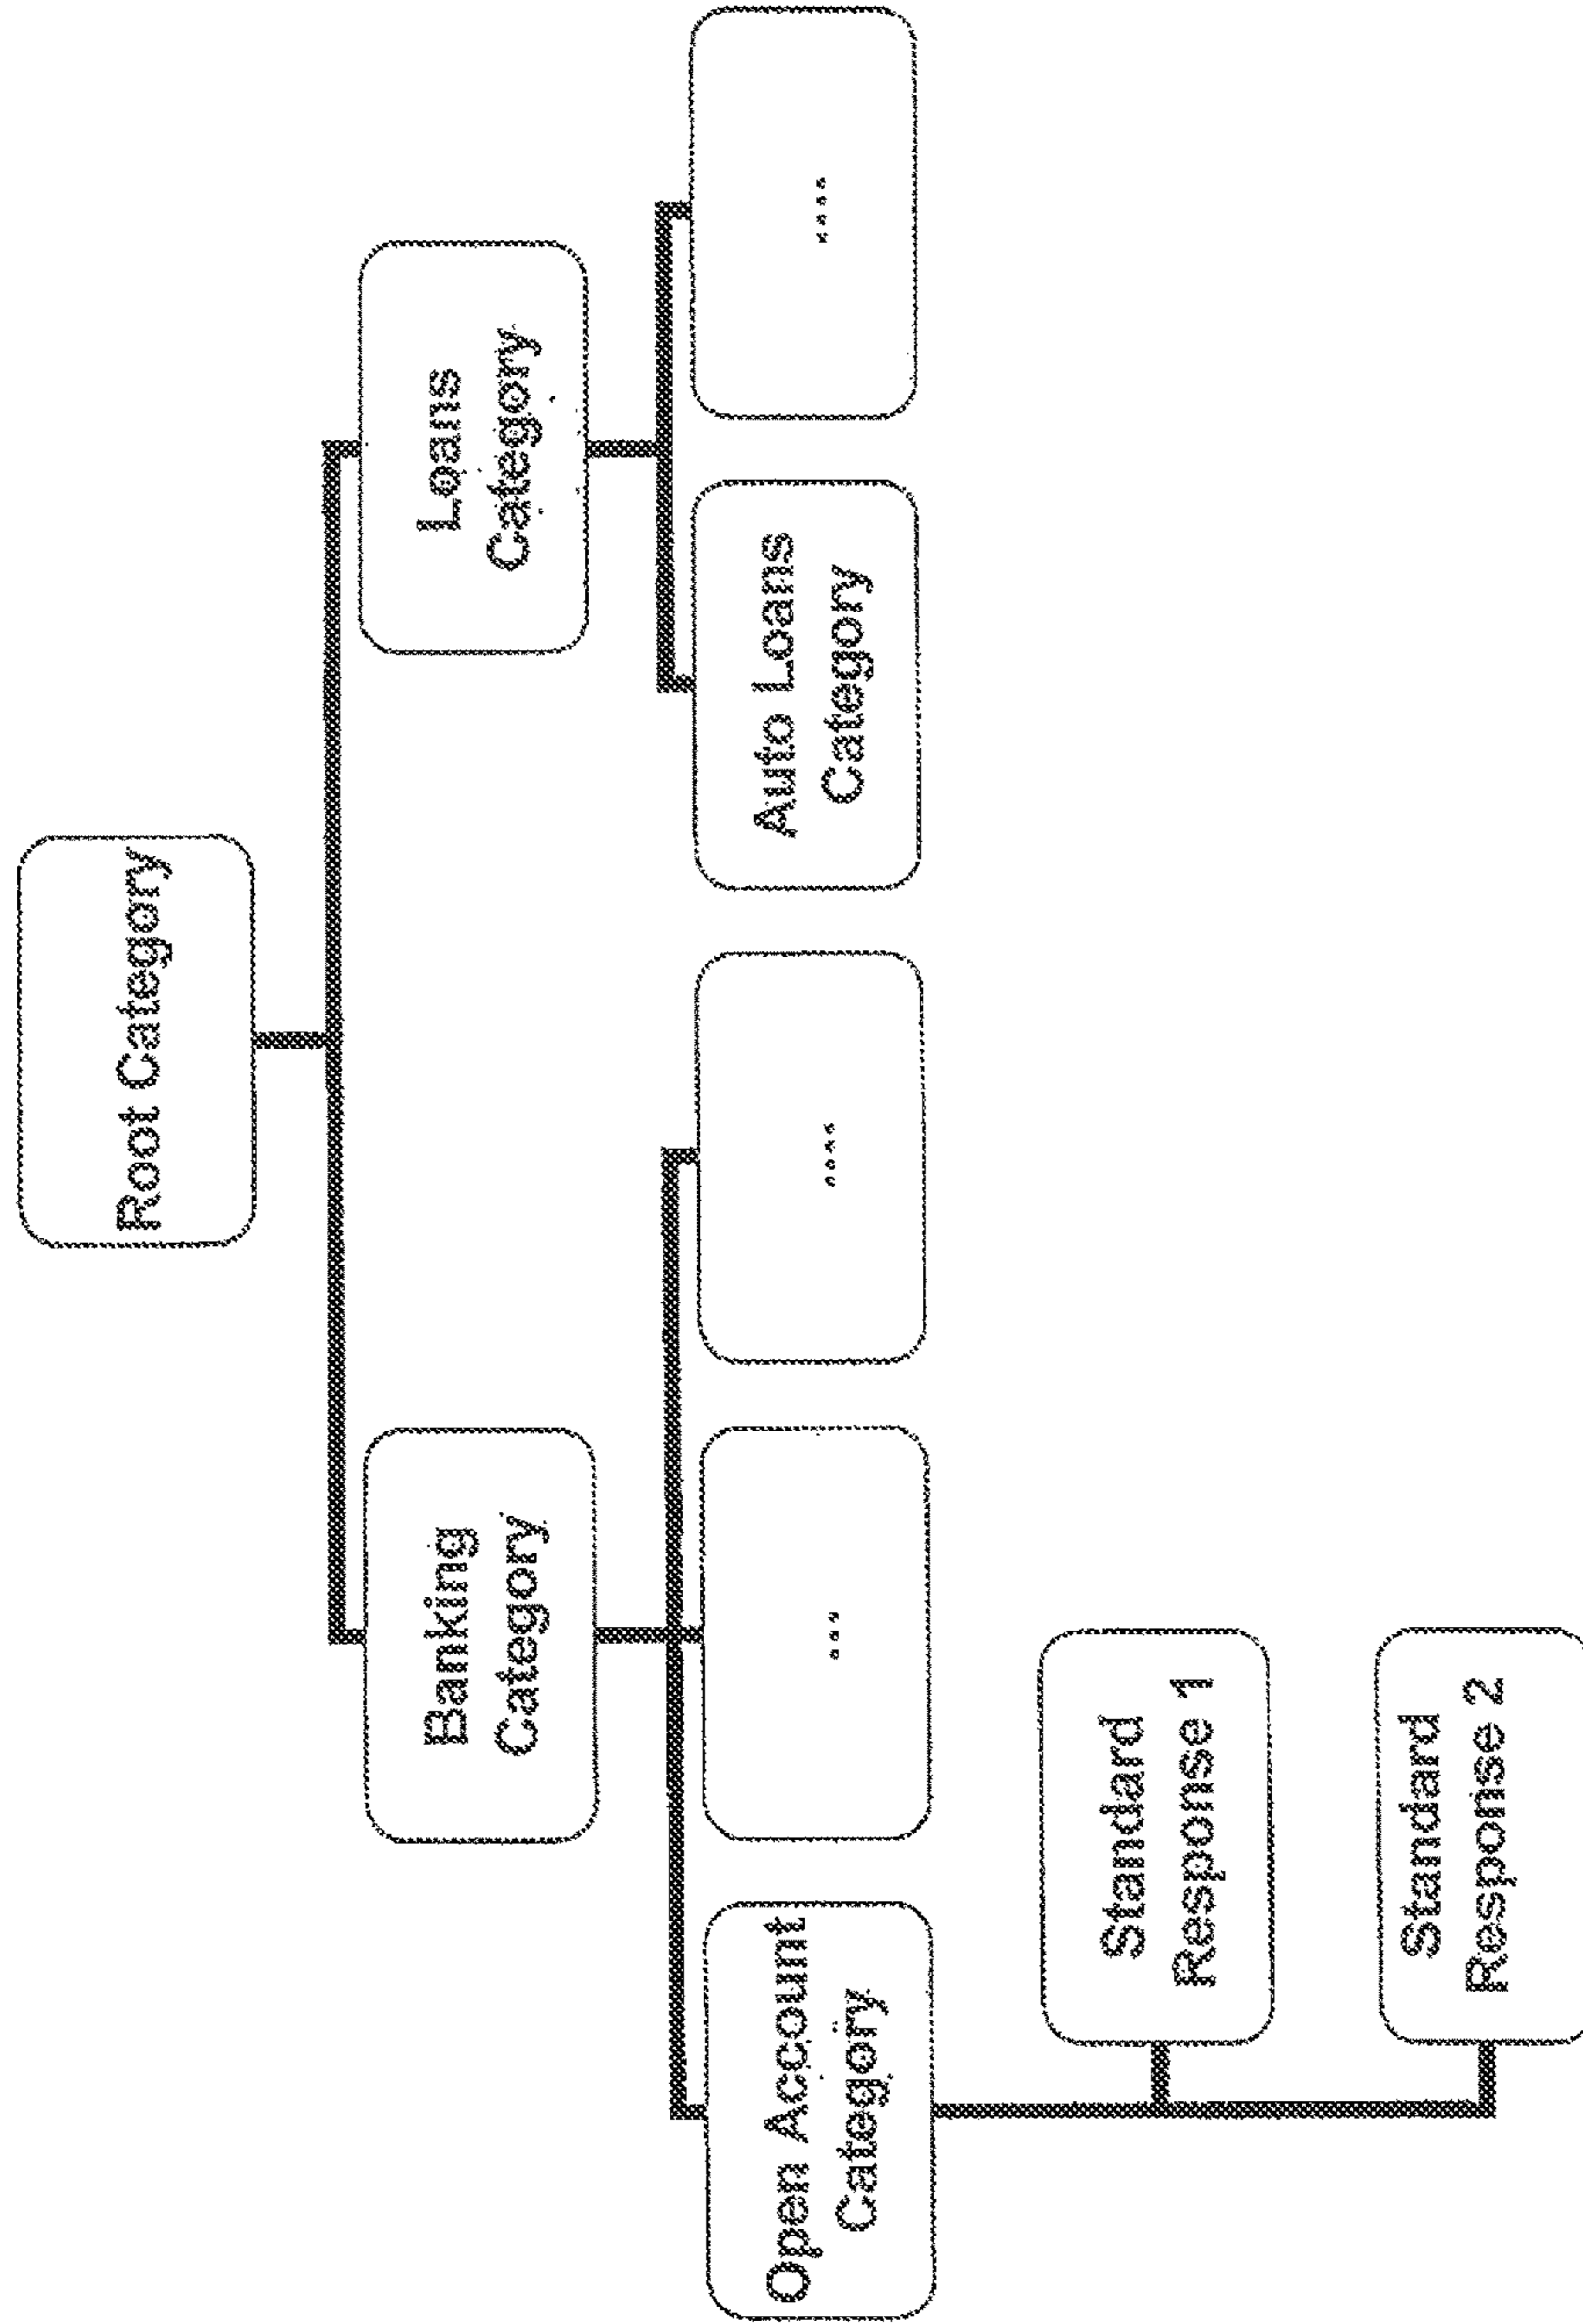 Root Category
Banking
Category
Loans
Category
Open Account
Category
...
....
Auto Loans
Category
....
Standard
Response 1
Standard
Response 2